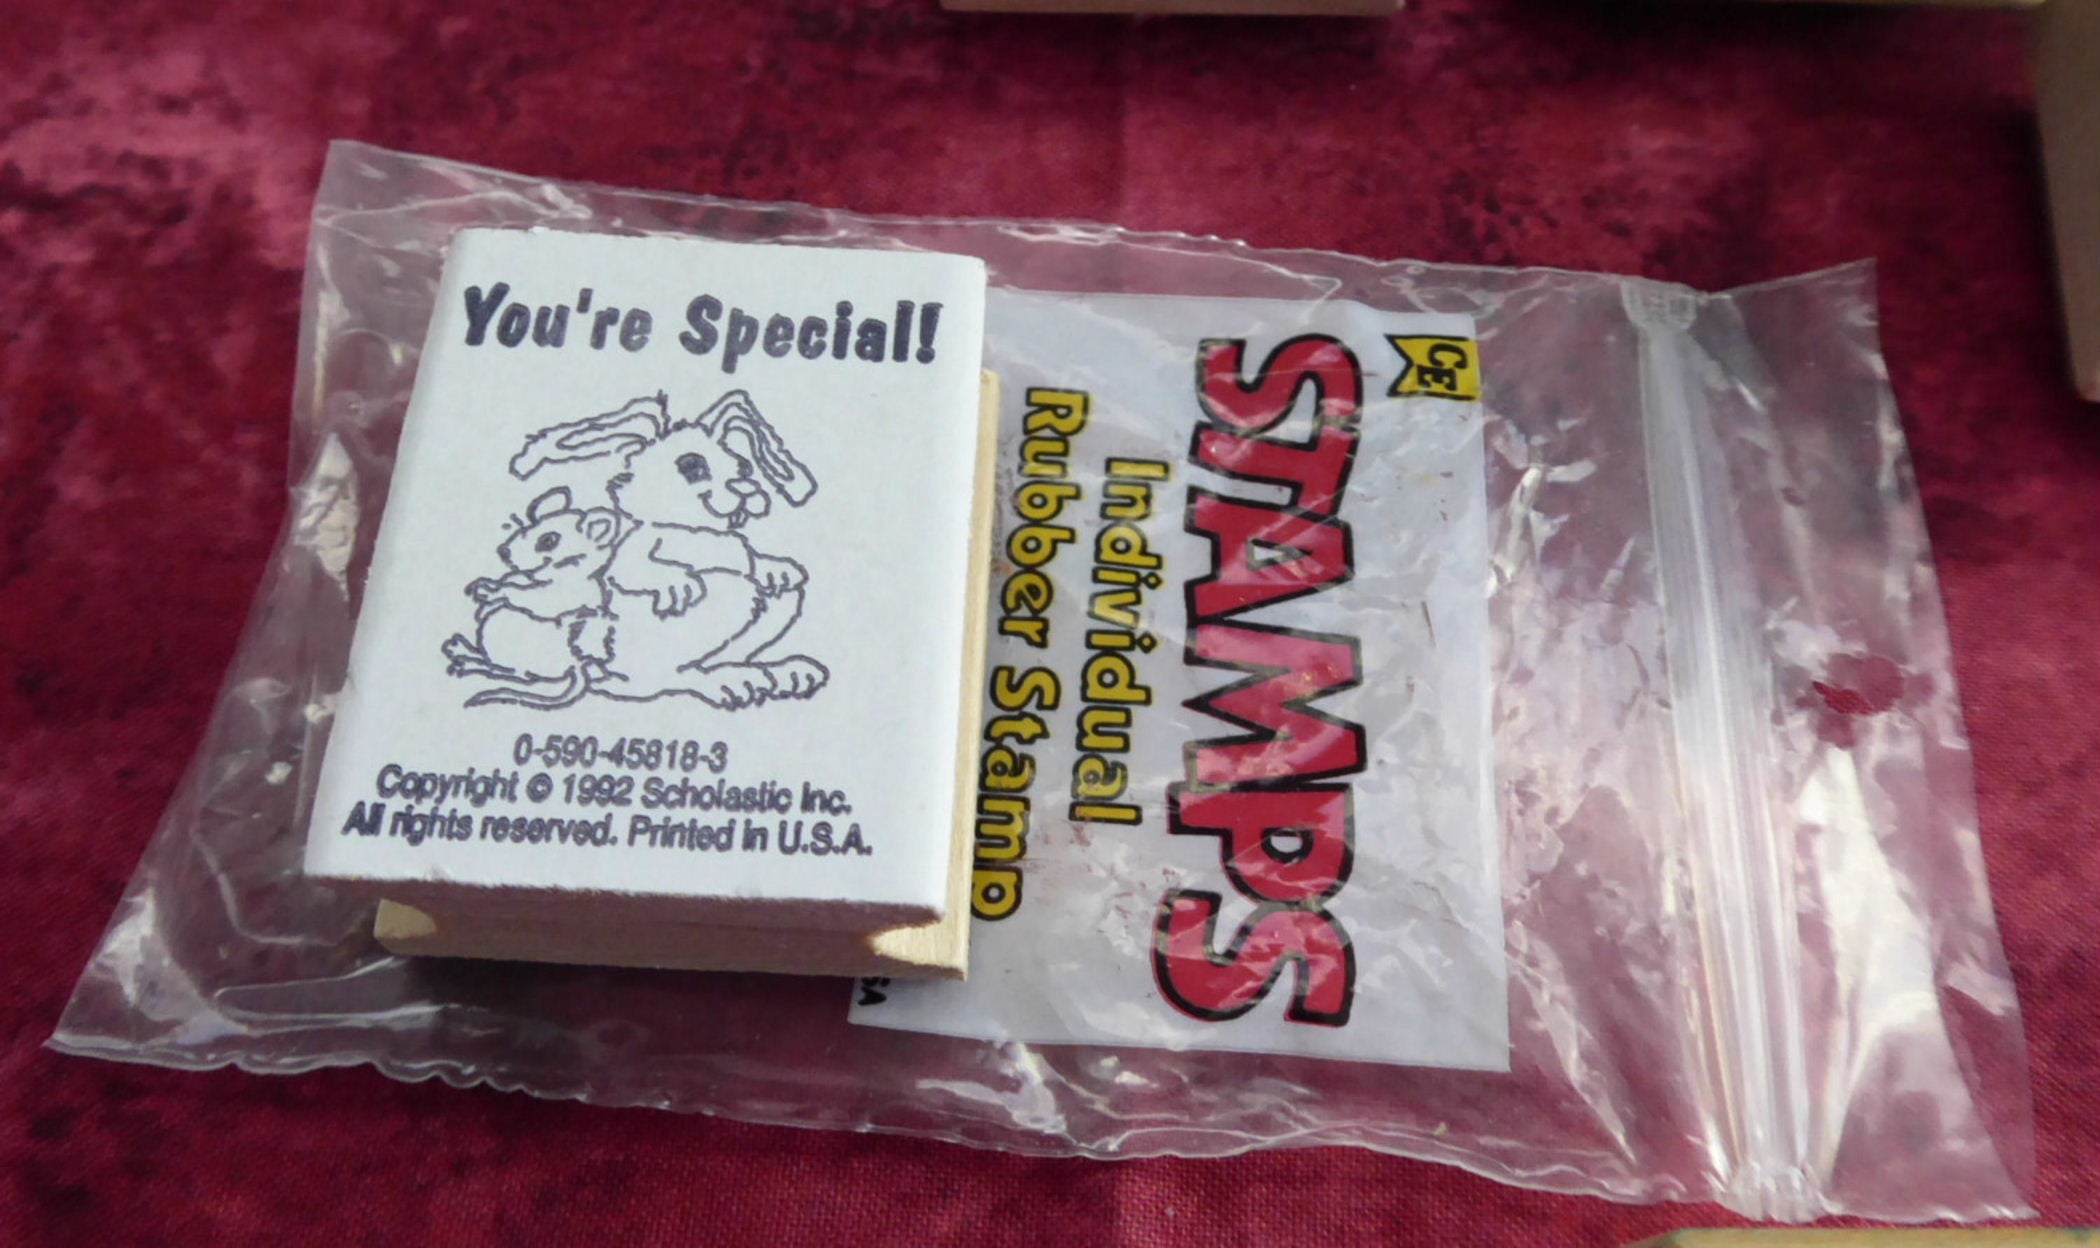 You're Special!
0-590-45818-3
Copyright © 1992 Scholastic Inc.
All rights reserved. Printed in U.S.A.
CE
STAMPS
Individual
Rubber Stamp